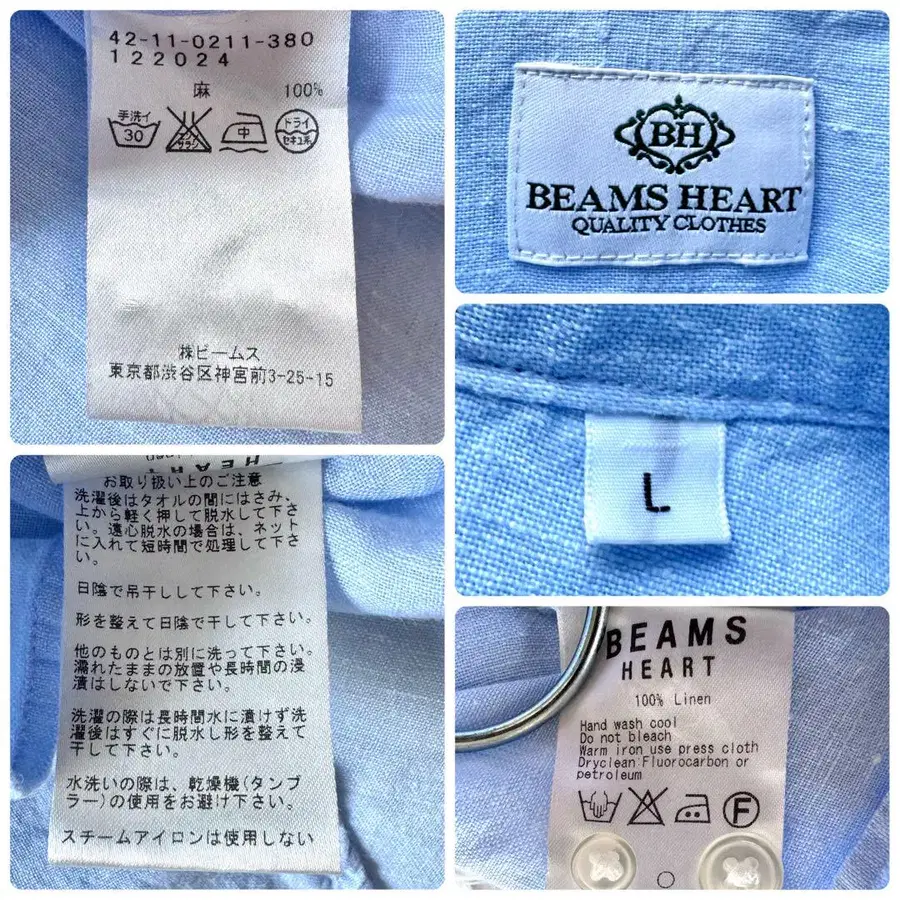 42-11-0211-380
122024
麻 100%
手洗イ
30
エンソ
サラシ
中
ドライ
セキユ系
株ビームス
東京都渋谷区神宮前3-25-15
BH
BEAMS HEART
QUALITY CLOTHES
L
HEART
お取り扱い上のご注意
洗濯後はタオルの間にはさみ、
上から軽く押して脱水して下さ
い。遠心脱水の場合は、ネット
に入れて短時間で処理して下さ
い。
日陰で吊干しして下さい。
形を整えて日陰で干して下さい。
他のものとは別に洗って下さい。
濡れたままの放置や長時間の浸
漬はしないで下さい。
洗濯の際は長時間水に漬けず洗
濯後はすぐに脱水し形を整えて
干して下さい。
水洗いの際は、乾燥機(タンブ
ラー)の使用をお避け下さい。
スチームアイロンは使用しない
BEAMS
HEART
100% Linen
Hand wash cool
Do not bleach
Warm iron use press cloth
Dryclean:Fluorocarbon or
petroleum
F